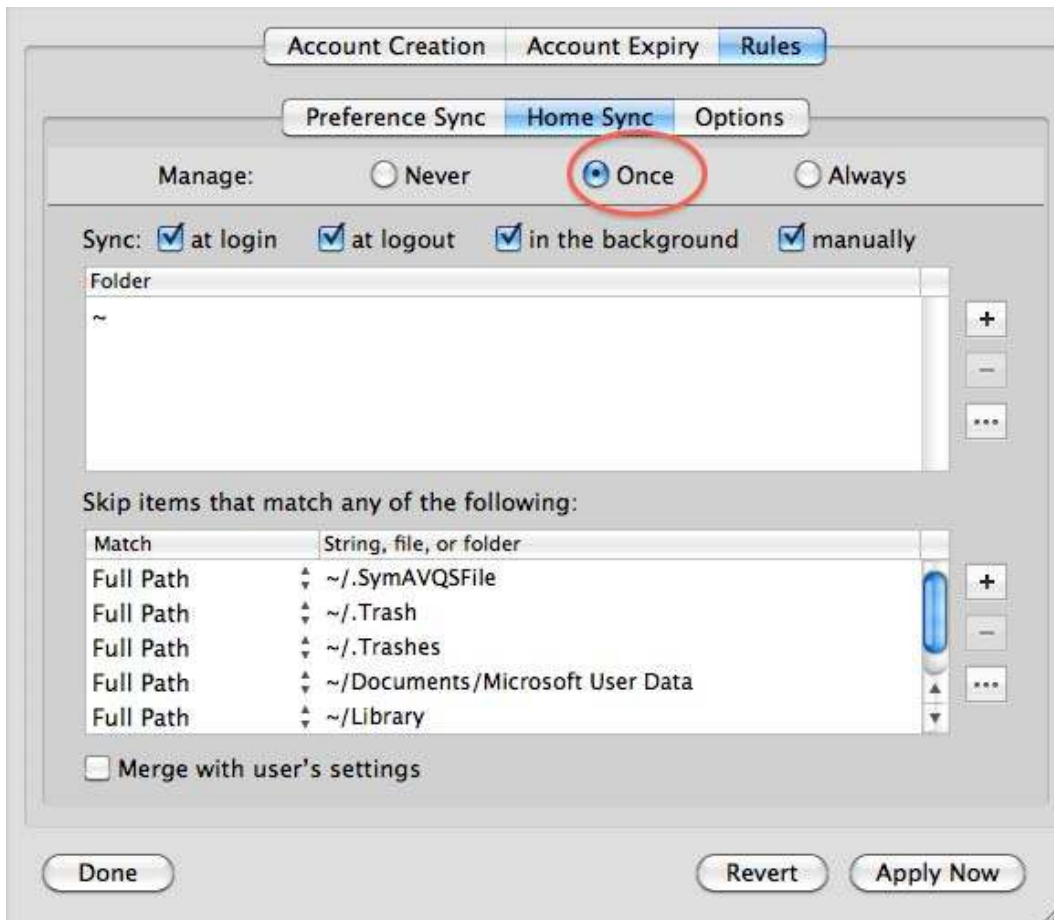 Account Creation Account Expiry Rules
Preference Sync Home Sync Options
Manage: Never Once Always
Sync: at login at logout in the background manually
Folder
~
+
−
...
Skip items that match any of the following:
Match String, file, or folder
Full Path ~/.SymAVQSFile
Full Path ~/.Trash
Full Path ~/.Trashes
Full Path ~/Documents/Microsoft User Data
Full Path ~/Library
+
−
...
Merge with user's settings
Done Revert Apply Now